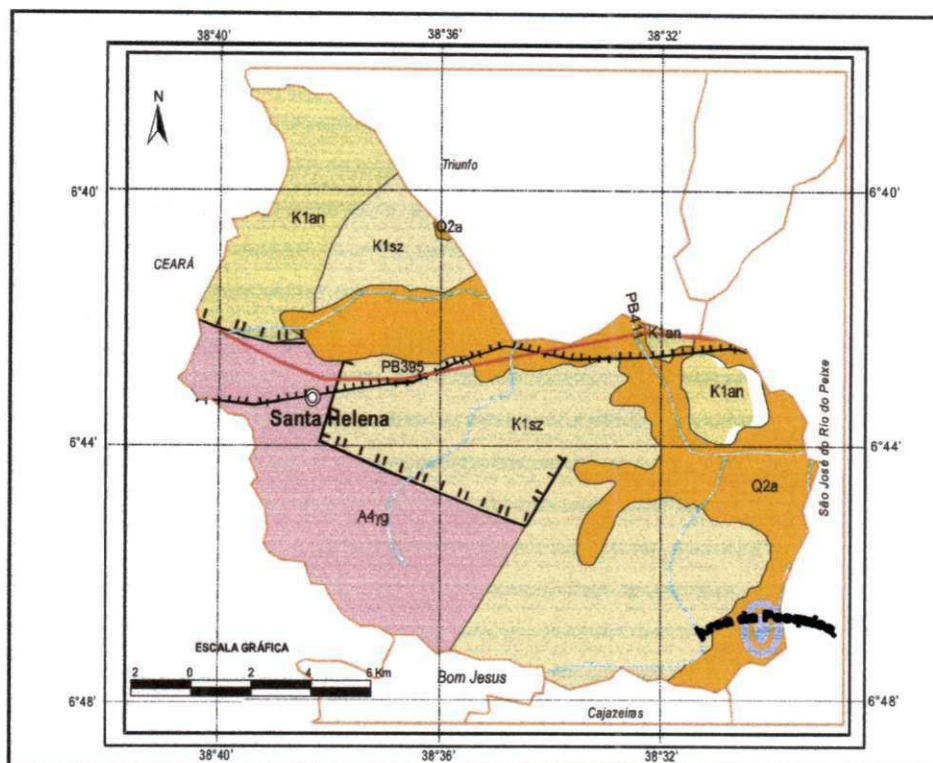 38°40' 38°36' 38°32'
N
Triunfo
6°40' 6°40'
K1an
Q2a
K1sz
CEARÁ
K1an
PB395
K1an
Santa Helena
K1sz
6°44' 6°44'
São José do Rio do Peixe
Q2a
A4γg
ESCALA GRÁFICA
2 0 2 4 6 Km
Bom Jesus
6°48' 6°48'
Cajazeiras
38°40' 38°36' 38°32'